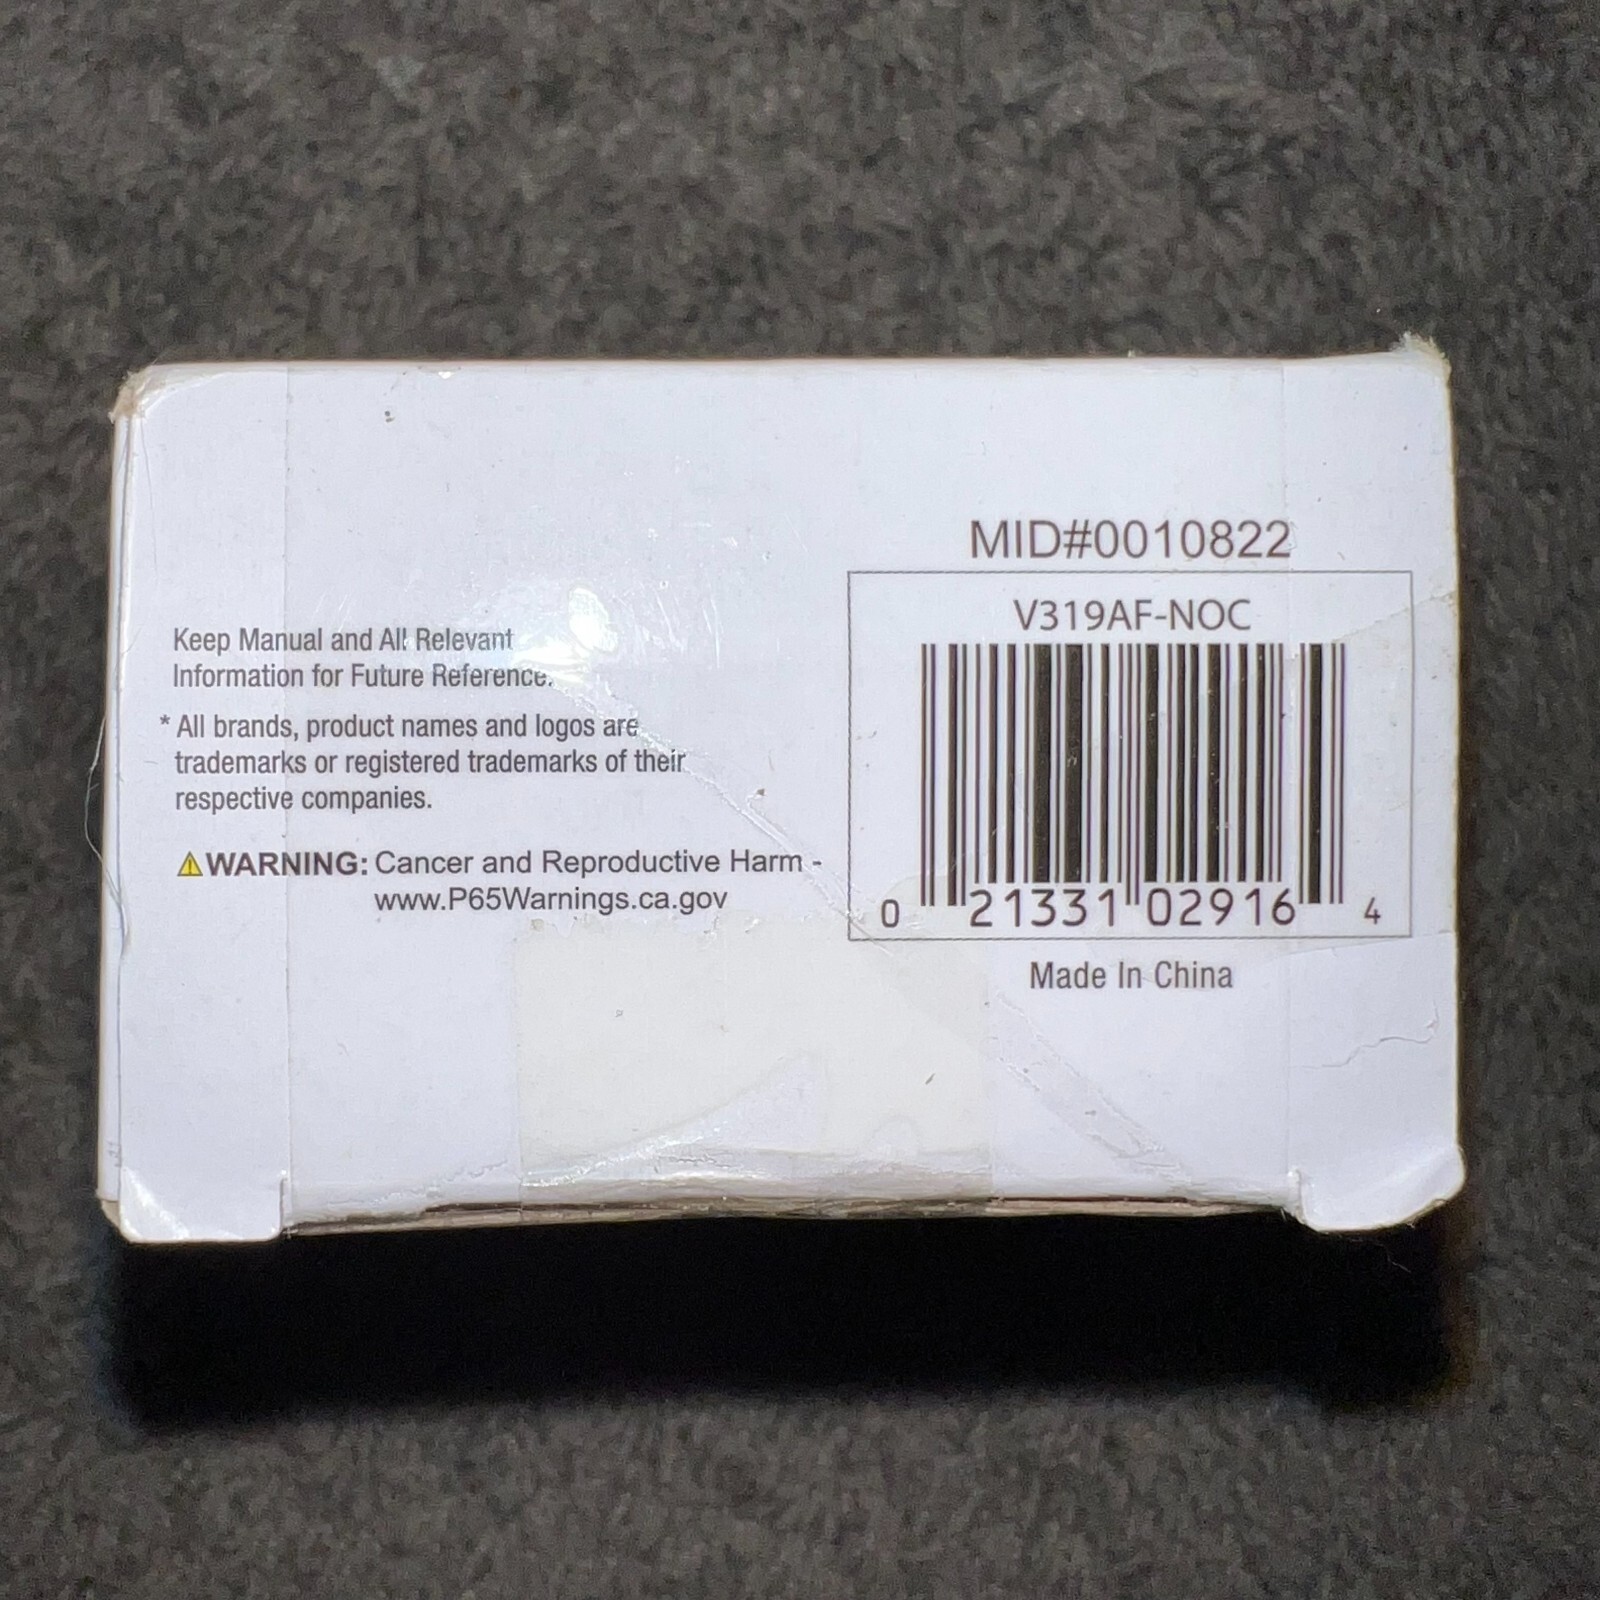 Keep Manual and All Relevant
Information for Future Reference.
* All brands, product names and logos are
trademarks or registered trademarks of their
respective companies.
⚠WARNING: Cancer and Reproductive Harm -
www.P65Warnings.ca.gov
MID#0010822
V319AF-NOC
0 21331 02916 4
Made In China